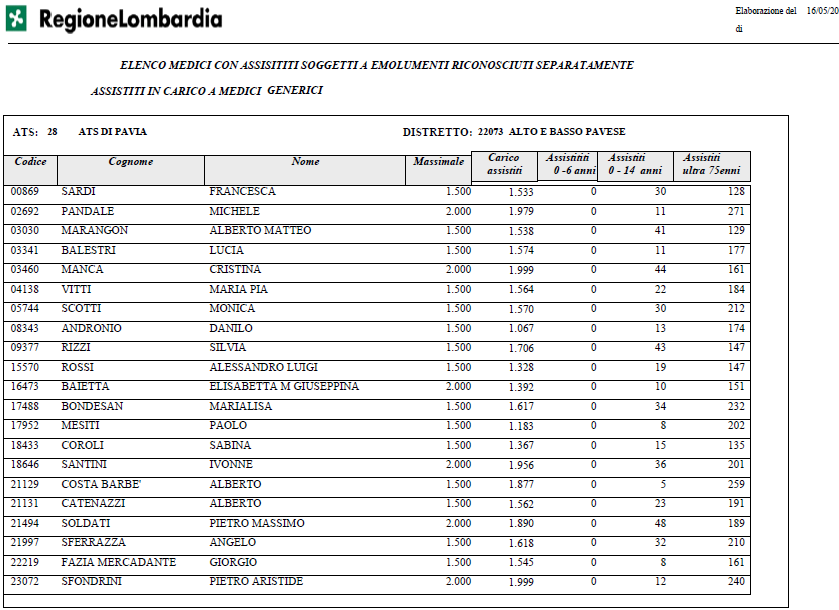 RegioneLombardia
Elaborazione del 16/05/20
di
ELENCO MEDICI CON ASSISITITI SOGGETTI A EMOLUMENTI RICONOSCIUTI SEPARATAMENTE
ASSISTITI IN CARICO A MEDICI GENERICI
ATS: 28 ATS DI PAVIA DISTRETTO: 22073 ALTO E BASSO PAVESE
Codice Cognome Nome Massimale Carico assistiti Assistititi 0 -6 anni Assistiti 0 - 14 anni Assistiti ultra 75enni
00869 SARDI FRANCESCA 1.500 1.533 0 30 128
02692 PANDALE MICHELE 2.000 1.979 0 11 271
03030 MARANGON ALBERTO MATTEO 1.500 1.538 0 41 129
03341 BALESTRI LUCIA 1.500 1.574 0 11 177
03460 MANCA CRISTINA 2.000 1.999 0 44 161
04138 VITTI MARIA PIA 1.500 1.564 0 22 184
05744 SCOTTI MONICA 1.500 1.570 0 30 212
08343 ANDRONIO DANILO 1.500 1.067 0 13 174
09377 RIZZI SILVIA 1.500 1.706 0 43 147
15570 ROSSI ALESSANDRO LUIGI 1.500 1.328 0 19 147
16473 BAIETTA ELISABETTA M GIUSEPPINA 2.000 1.392 0 10 151
17488 BONDESAN MARIALISA 1.500 1.617 0 34 232
17952 MESITI PAOLO 1.500 1.183 0 8 202
18433 COROLI SABINA 1.500 1.367 0 15 135
18646 SANTINI IVONNE 2.000 1.956 0 36 201
21129 COSTA BARBE' ALBERTO 1.500 1.877 0 5 259
21131 CATENAZZI ALBERTO 1.500 1.562 0 23 191
21494 SOLDATI PIETRO MASSIMO 2.000 1.890 0 48 189
21997 SFERRAZZA ANGELO 1.500 1.618 0 32 210
22219 FAZIA MERCADANTE GIORGIO 1.500 1.545 0 8 161
23072 SFONDRINI PIETRO ARISTIDE 2.000 1.999 0 12 240